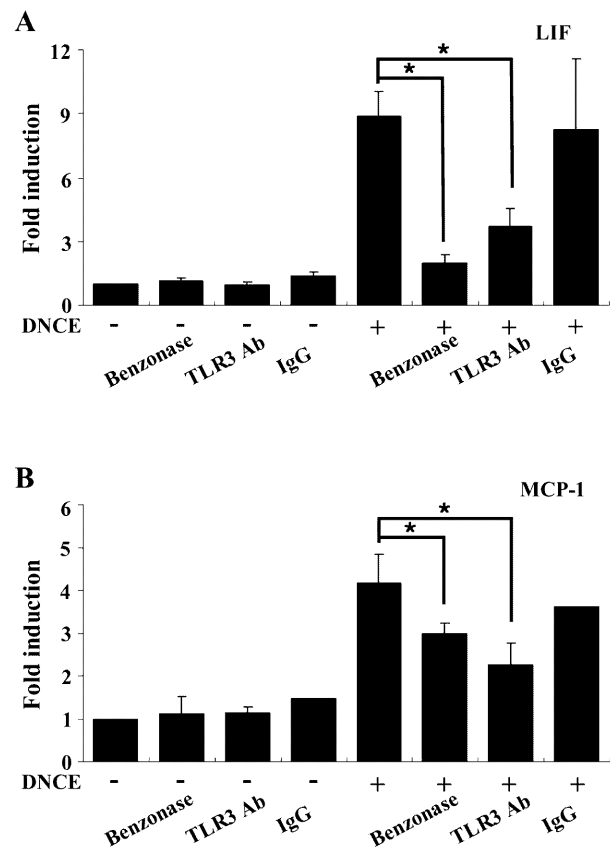 A
LIF
Fold induction
12
9
6
3
0
* *
DNCE - - - - + + + +
Benzonase TLR3 Ab IgG Benzonase TLR3 Ab IgG
B
MCP-1
Fold induction
6
5
4
3
2
1
0
* *
DNCE - - - - + + + +
Benzonase TLR3 Ab IgG Benzonase TLR3 Ab IgG